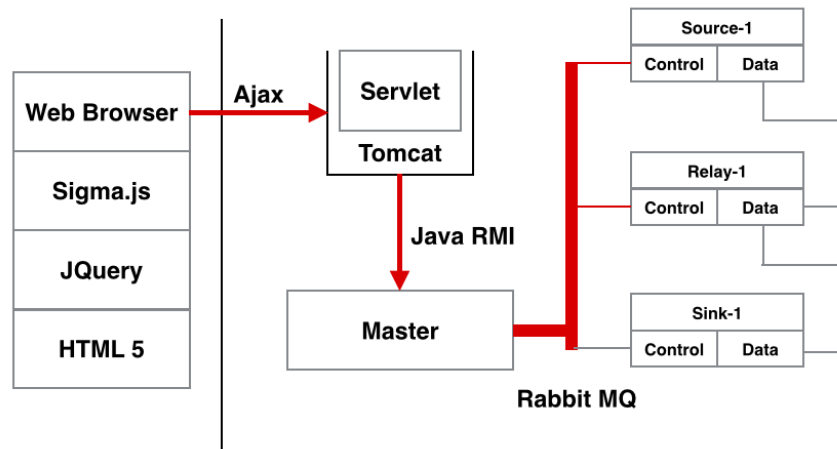 Web Browser
Sigma.js
JQuery
HTML 5
Ajax
Servlet
Tomcat
Java RMI
Master
Rabbit MQ
Source-1
Control Data
Relay-1
Control Data
Sink-1
Control Data